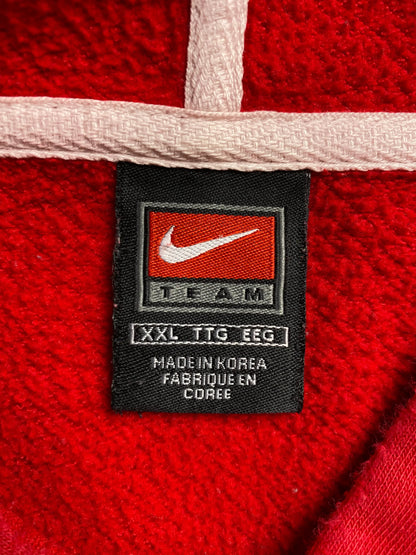 TEAM
XXL TTG EEG
MADE IN KOREA
FABRIQUE EN
COREE